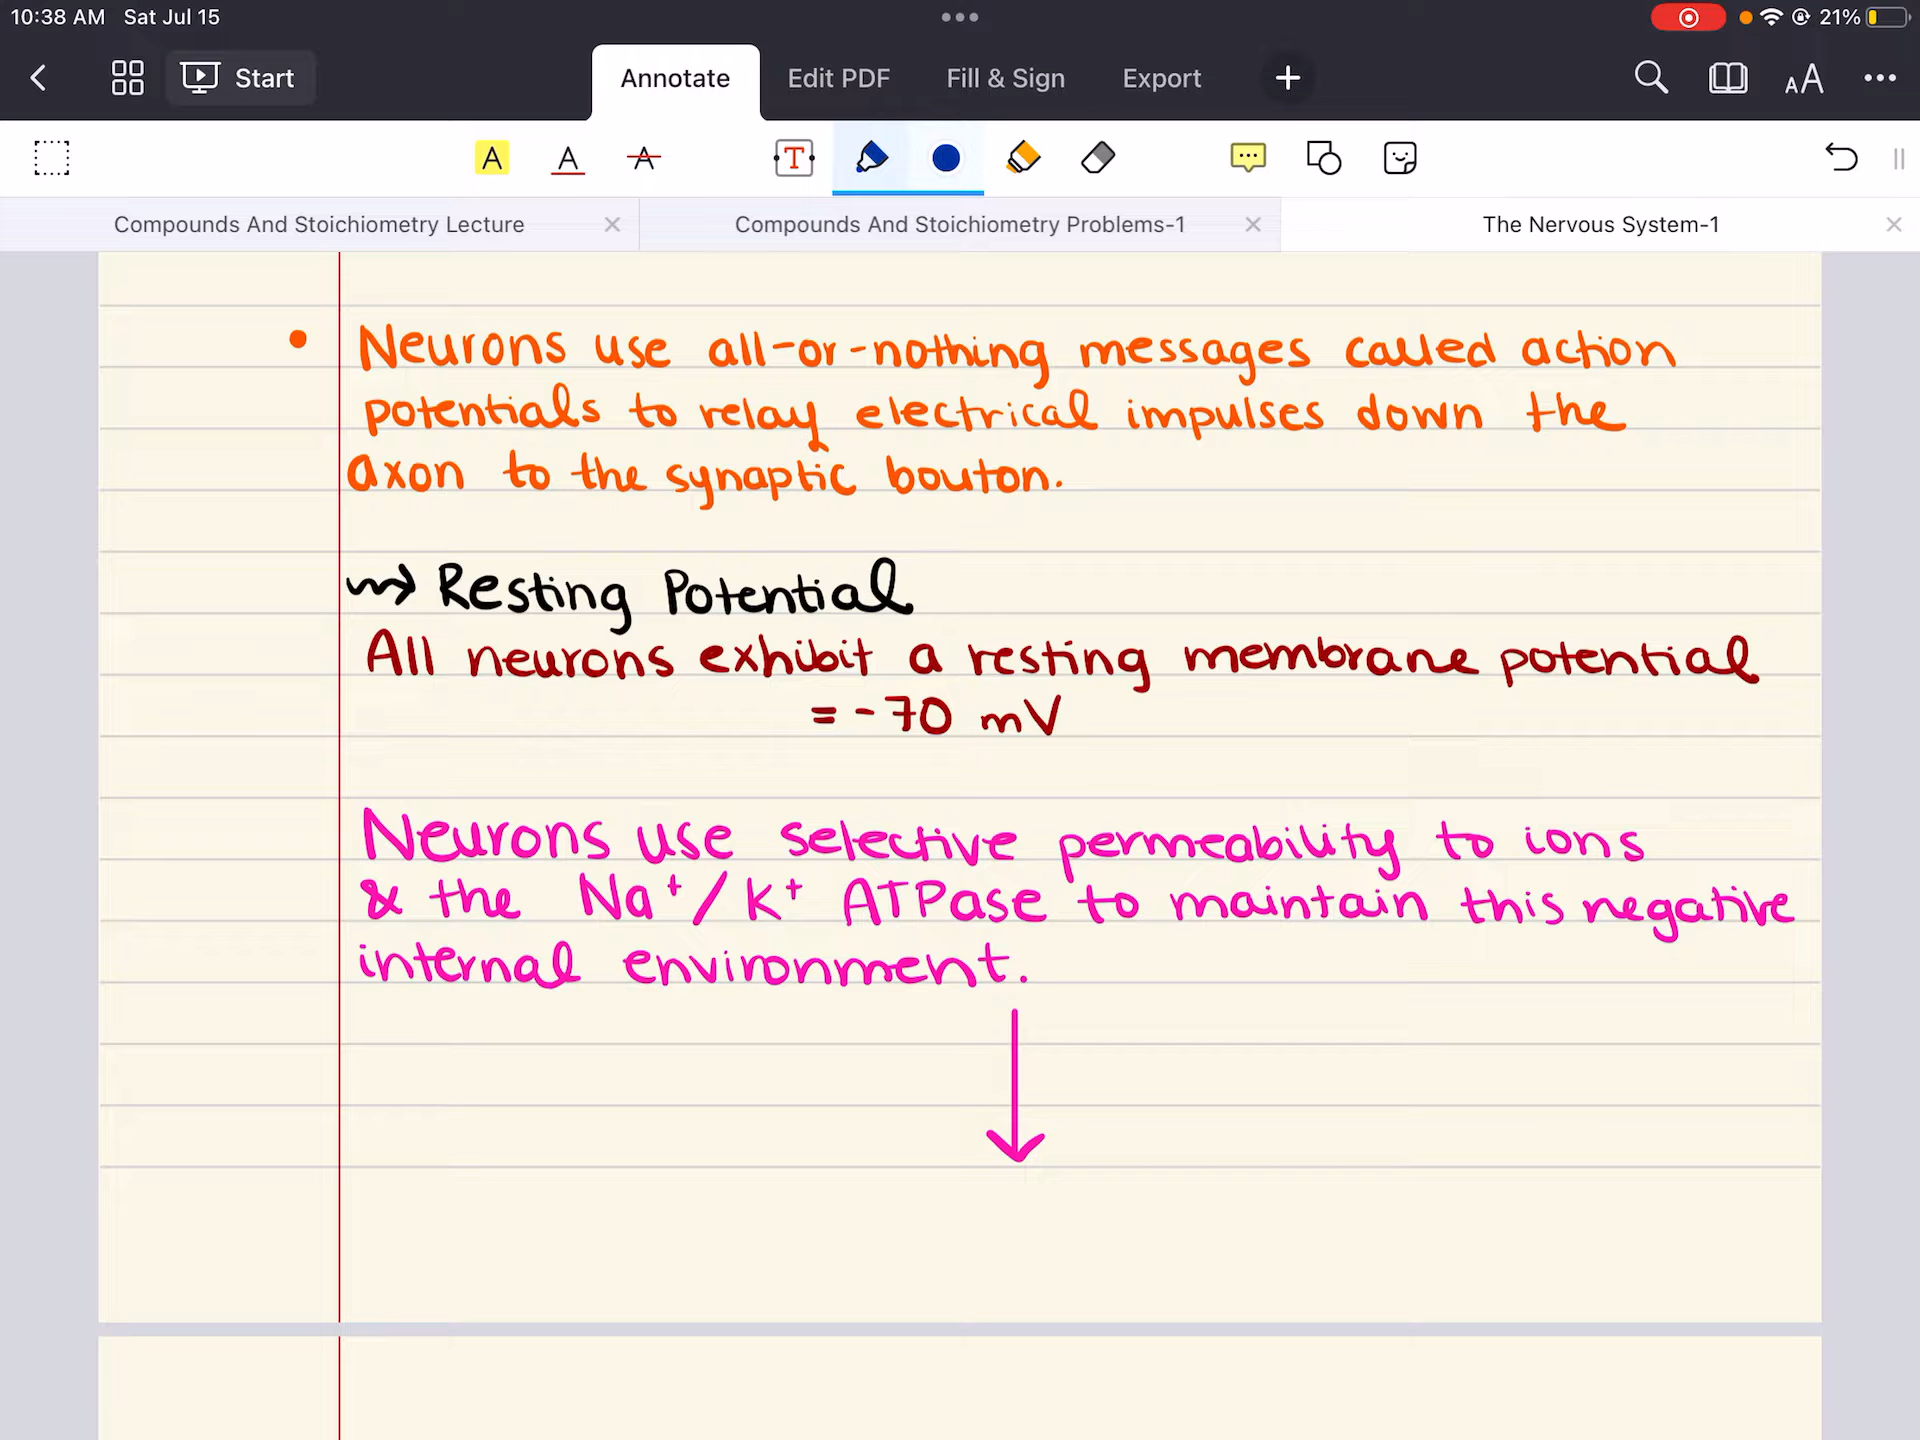 10:38 AM Sat Jul 15
21%
Start
Annotate
Edit PDF
Fill & Sign
Export
AA
A
A
A
T
Compounds And Stoichiometry Lecture
Compounds And Stoichiometry Problems-1
The Nervous System-1
• Neurons use all-or-nothing messages called action
potentials to relay electrical impulses down the
axon to the synaptic bouton.
⇝ Resting Potential
All neurons exhibit a resting membrane potential
= -70 mV
Neurons use selective permeability to ions
& the Na⁺/K⁺ ATPase to maintain this negative
internal environment.